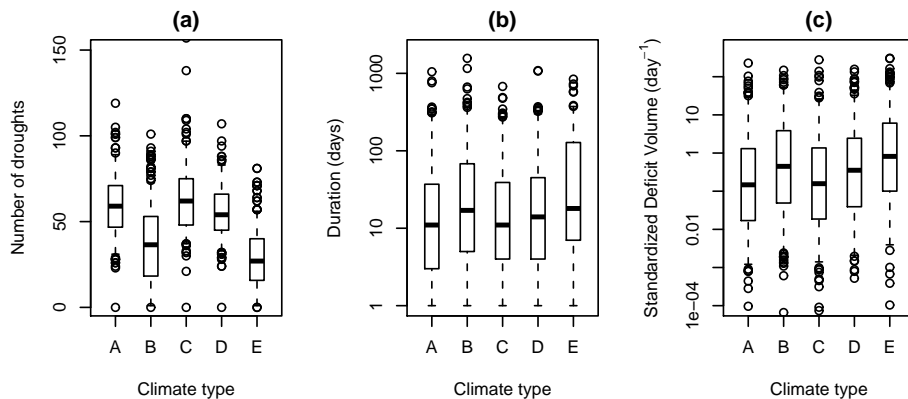 (a)
Number of droughts
150
100
50
0
A B C D E
Climate type
(b)
Duration (days)
1000
100
10
1
A B C D E
Climate type
(c)
Standardized Deficit Volume (day⁻¹)
10
1
0.01
1e−04
A B C D E
Climate type